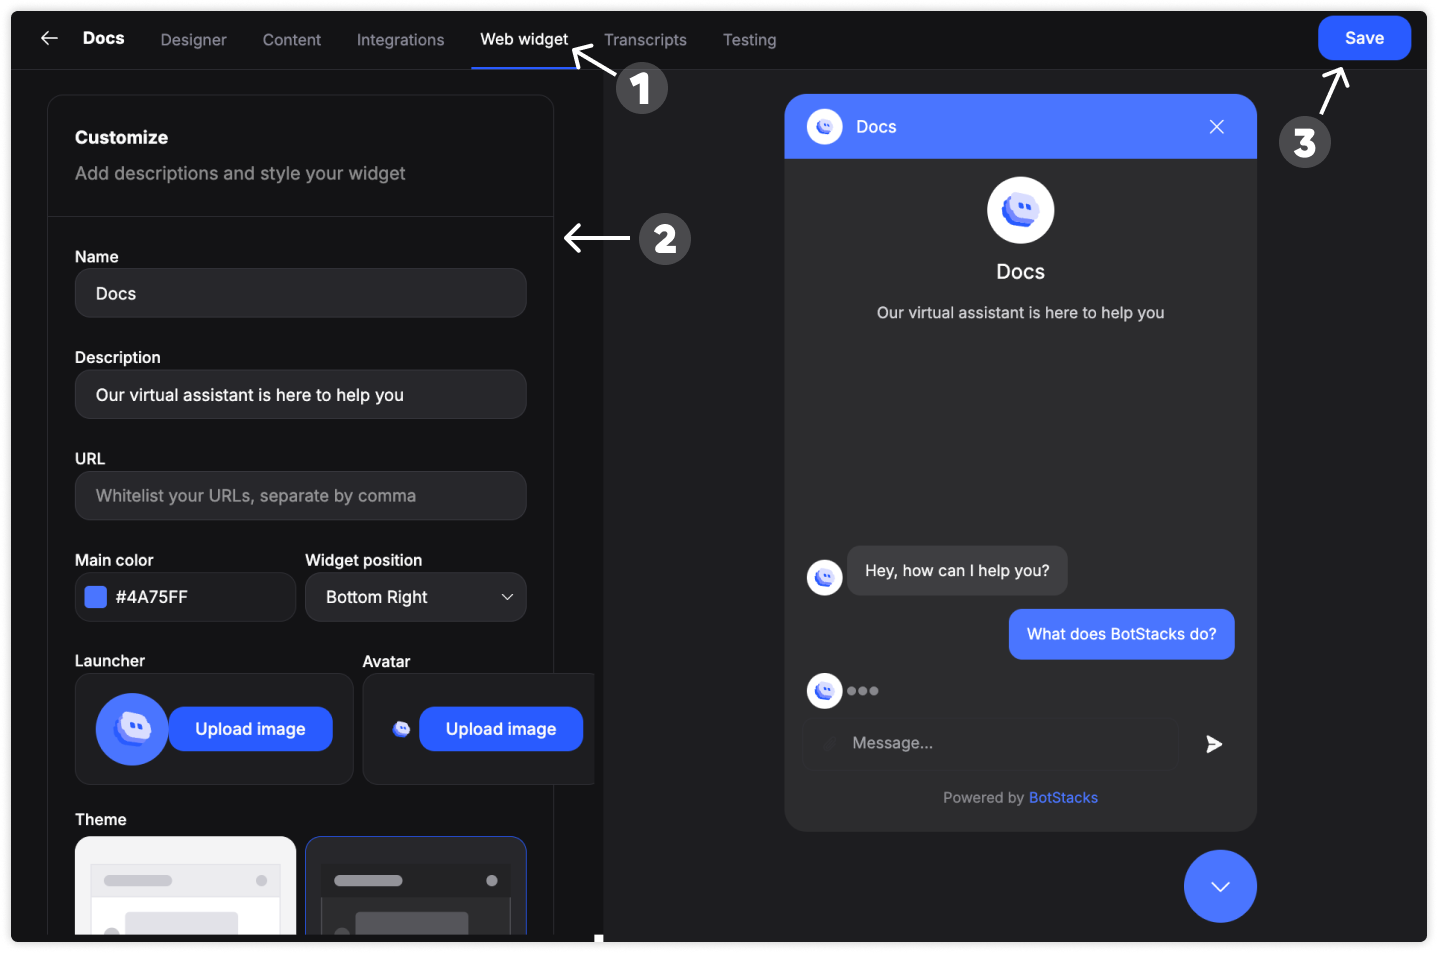 Docs Designer Content Integrations Web widget Transcripts Testing Save
1
3
2
Customize
Add descriptions and style your widget
Name
Docs
Description
Our virtual assistant is here to help you
URL
Whitelist your URLs, separate by comma
Main color Widget position
#4A75FF Bottom Right
Launcher Avatar
Upload image Upload image
Theme
Docs
Docs
Our virtual assistant is here to help you
Hey, how can I help you?
What does BotStacks do?
Message...
Powered by BotStacks